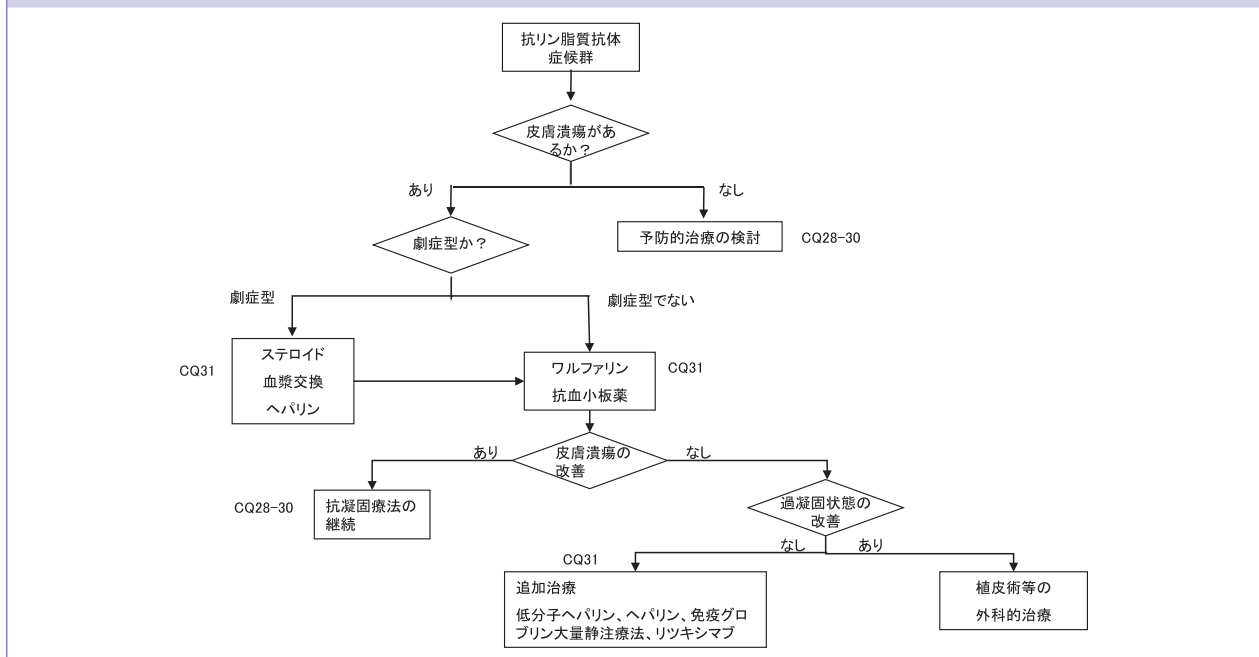 抗リン脂質抗体
症候群
皮膚潰瘍があ
るか？
あり
なし
劇症型か？
予防的治療の検討
CQ28-30
劇症型
劇症型でない
CQ31
ステロイド
血漿交換
ヘパリン
ワルファリン
抗血小板薬
CQ31
あり
皮膚潰瘍の
改善
なし
CQ28-30
抗凝固療法の
継続
過凝固状態の
改善
なし
あり
CQ31
追加治療
低分子ヘパリン、ヘパリン、免疫グロ
ブリン大量静注療法、リツキシマブ
植皮術等の
外科的治療